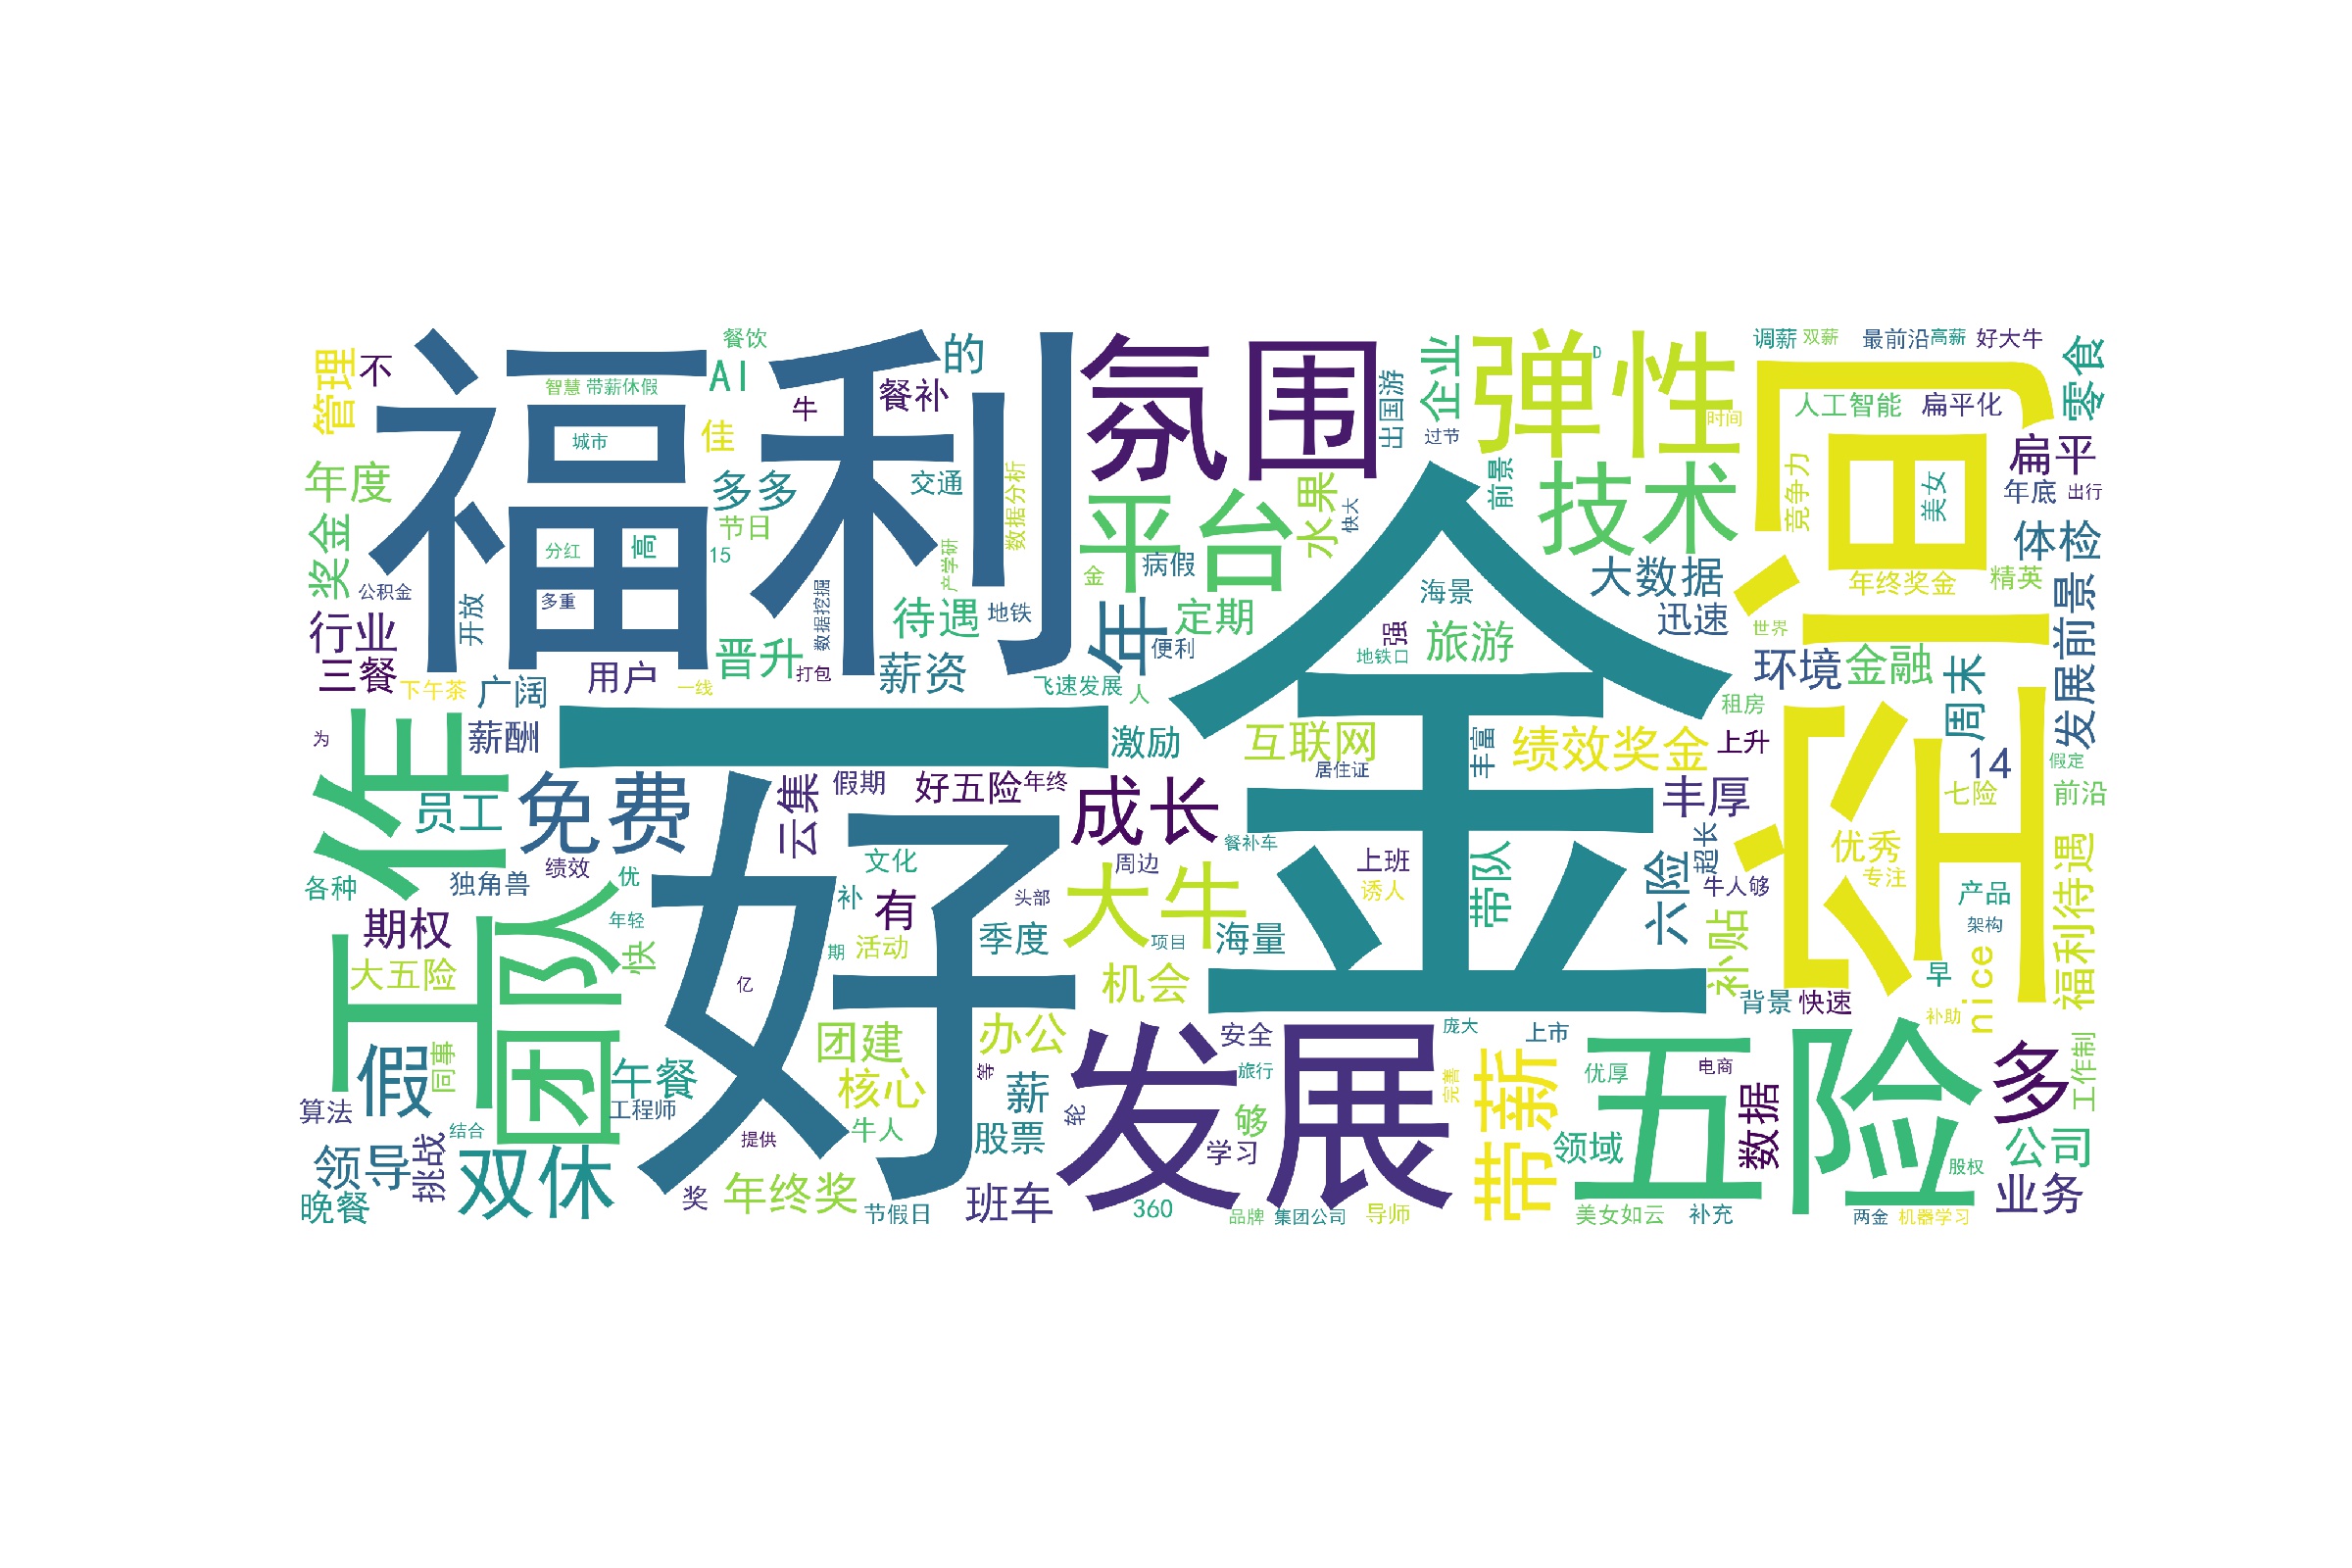 福利
一金
好
空间
氛围
发展
五险
弹性
团队
工作
平台
技术
大牛
带薪
免费
成长
双休
多
年
假
管理
不
餐饮
AI
的
餐补
牛
佳
智慧
带薪休假
城市
年度
多多
交通
节日
15
数据分析
奖金
分红
高
产学研
公积金
多重
数据挖掘
开放
行业
待遇
地铁
三餐
用户
晋升
打包
薪资
下午茶
广阔
一线
飞速发展
人
为
薪酬
激励
企业
出国游
过节
时间
D
水果
前景
快大
金
病假
定期
便利
海景
强
旅游
地铁口
大数据
迅速
调薪
双薪
最前沿
高薪
好大牛
零食
人工智能
扁平化
扁平
竞争力
美女
年底
出行
体检
年终奖金
精英
世界
发展前景
环境
金融
周末
租房
互联网
丰富
绩效奖金
上升
居住证
14
假定
丰厚
七险
前沿
员工
云集
假期
好五险
年终
餐补车
超长
优秀
各种
独角兽
绩效
优
文化
周边
上班
诱人
带队
六险
牛人够
专注
产品
福利待遇
期权
年轻
补
有
头部
快
季度
项目
海量
补贴
架构
大五险
期
活动
机会
亿
nice
早
背景
快速
补助
同事
团建
办公
安全
庞大
上市
午餐
核心
等
薪
旅行
完善
优厚
电商
工作制
算法
工程师
轮
够
数据
结合
提供
牛人
股票
学习
领域
公司
股权
领导
挑战
晚餐
奖
年终奖
节假日
班车
360
品牌
集团公司
导师
美女如云
补充
两金
机器学习
业务